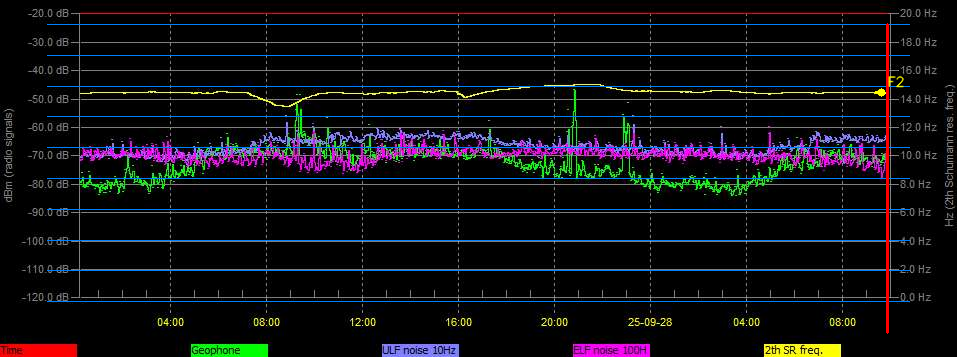 -20.0 dB
20.0 Hz
-30.0 dB
18.0 Hz
-40.0 dB
16.0 Hz
F2
-50.0 dB
14.0 Hz
-60.0 dB
12.0 Hz
-70.0 dB
10.0 Hz
-80.0 dB
8.0 Hz
-90.0 dB
6.0 Hz
-100.0 dB
4.0 Hz
-110.0 dB
2.0 Hz
-120.0 dB
0.0 Hz
dBm (radio signals)
Hz (2th Schumann res. freq.)
04:00 08:00 12:00 16:00 20:00 25-09-28 04:00 08:00
Time Geophone ULF noise 10Hz ELF noise 100H 2th SR freq.